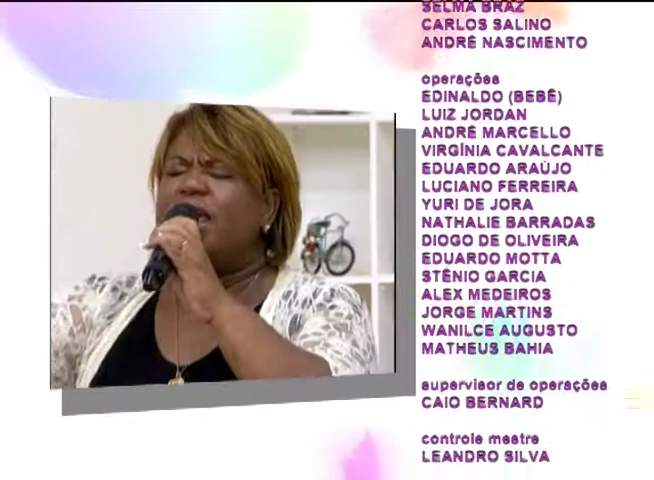 SELMA BRAZ
CARLOS SALINO
ANDRÉ NASCIMENTO
operações
EDINALDO (BEBÊ)
LUIZ JORDAN
ANDRÉ MARCELLO
VIRGÍNIA CAVALCANTE
EDUARDO ARAÚJO
LUCIANO FERREIRA
YURI DE JORA
NATHALIE BARRADAS
DIOGO DE OLIVEIRA
EDUARDO MOTTA
STÊNIO GARCIA
ALEX MEDEIROS
JORGE MARTINS
WANILCE AUGUSTO
MATHEUS BAHIA
supervisor de operações
CAIO BERNARD
controle mestre
LEANDRO SILVA